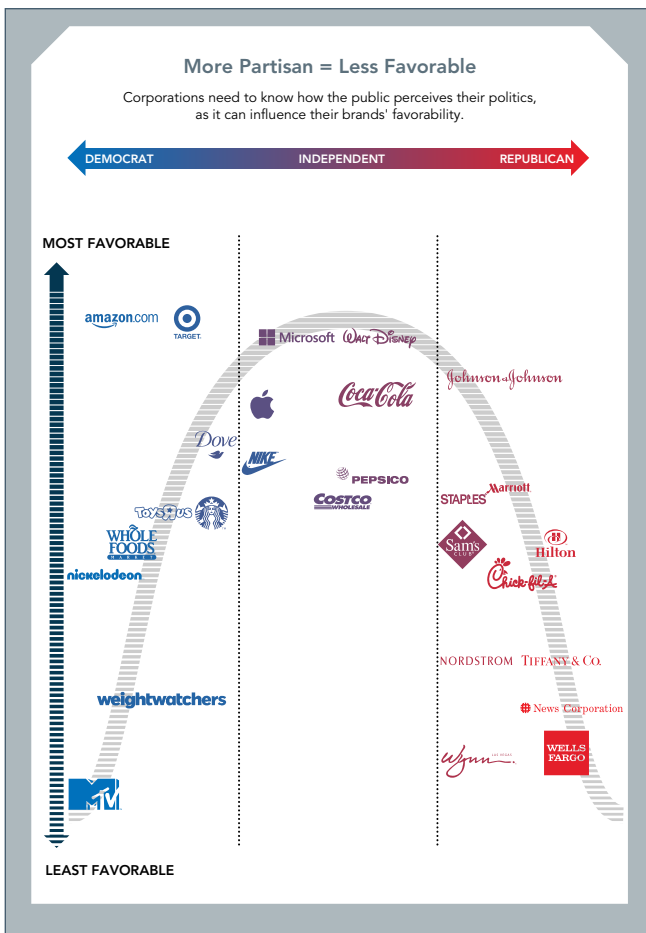 More Partisan = Less Favorable
Corporations need to know how the public perceives their politics,
as it can influence their brands' favorability.
DEMOCRAT INDEPENDENT REPUBLICAN
MOST FAVORABLE
amazon.com
TARGET.
Microsoft
WALT DISNEY
Johnson & Johnson
Coca-Cola
Dove
NIKE
PEPSICO
COSTCO
WHOLESALE
Marriott
STAPLES
TOYS R US
WHOLE
FOODS
MARKET
Sam's
CLUB
Hilton
nickelodeon
Chick-fil-A
NORDSTROM
TIFFANY & CO.
weightwatchers
News Corporation
LAS VEGAS
Wynn.
WELLS
FARGO
MTV
LEAST FAVORABLE